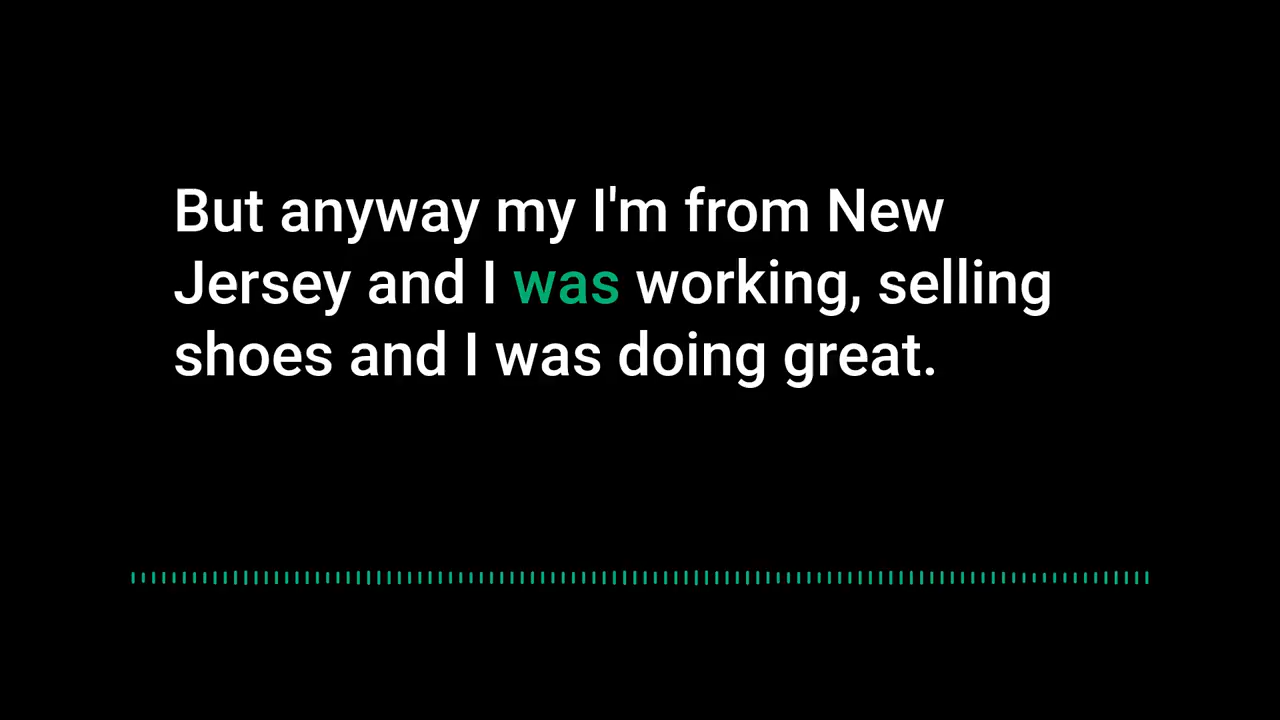 But anyway my I'm from New
Jersey and I was working, selling
shoes and I was doing great.